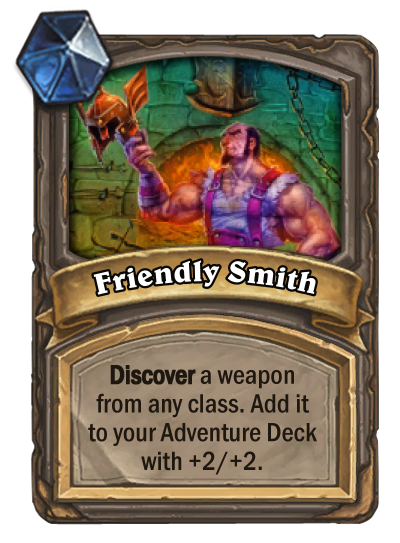 Friendly Smith
Discover a weapon
from any class. Add it
to your Adventure Deck
with +2/+2.